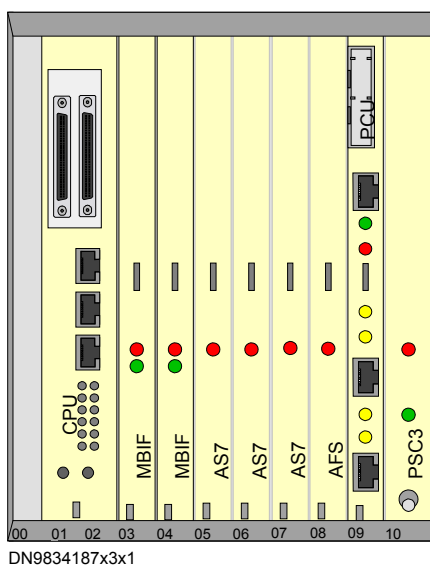 PCU
CPU
MBIF
MBIF
AS7
AS7
AS7
AFS
PSC3
00 01 02 03 04 05 06 07 08 09 10
DN9834187x3x1